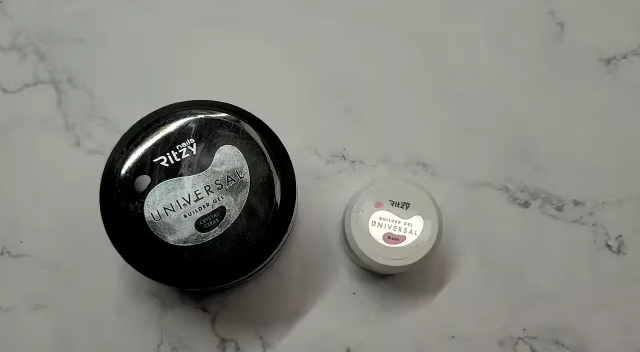 nails
Ritzy
UNIVERSAL
BUILDER GEL
CRYSTAL
CLEAR
RITZY
BUILDER GEL
UNIVERSAL